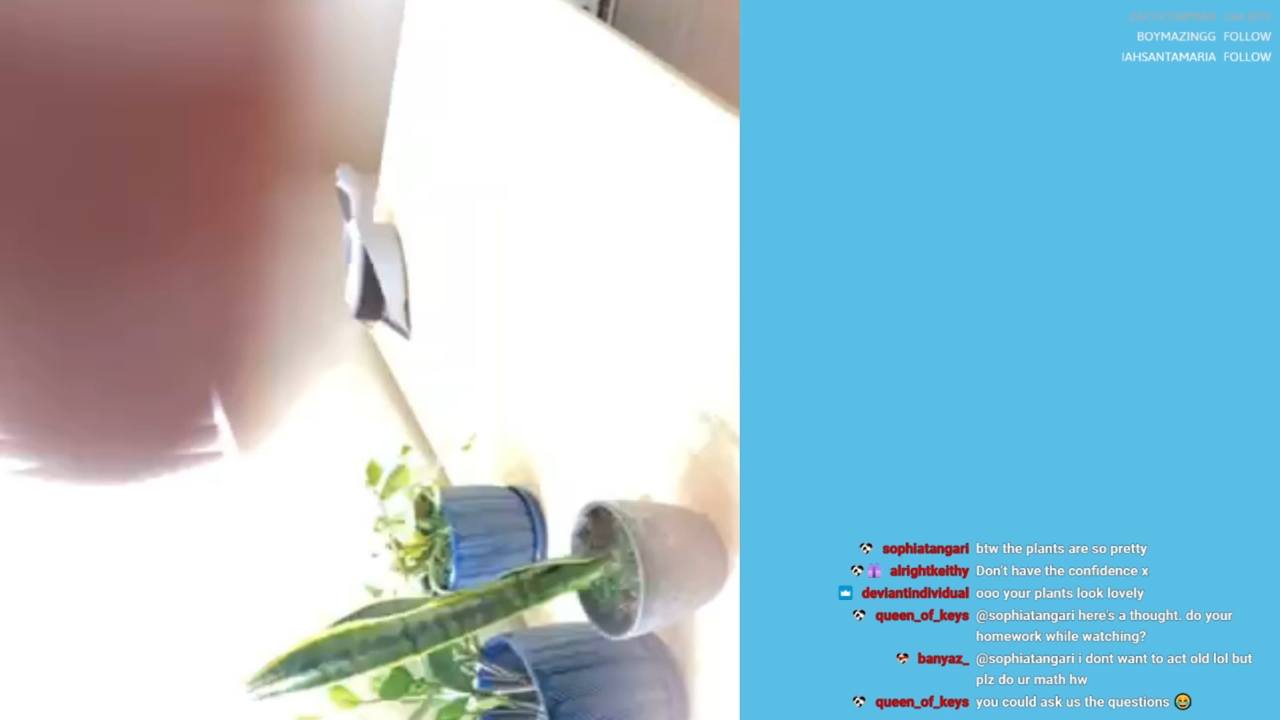 BOYMAZINGG FOLLOW
IAHSANTAMARIA FOLLOW
sophiatangari btw the plants are so pretty
alrightkeithy Don't have the confidence x
deviantindividual ooo your plants look lovely
queen_of_keys @sophiatangari here's a thought. do your
homework while watching?
banyaz_ @sophiatangari i dont want to act old lol but
plz do ur math hw
queen_of_keys you could ask us the questions 😆